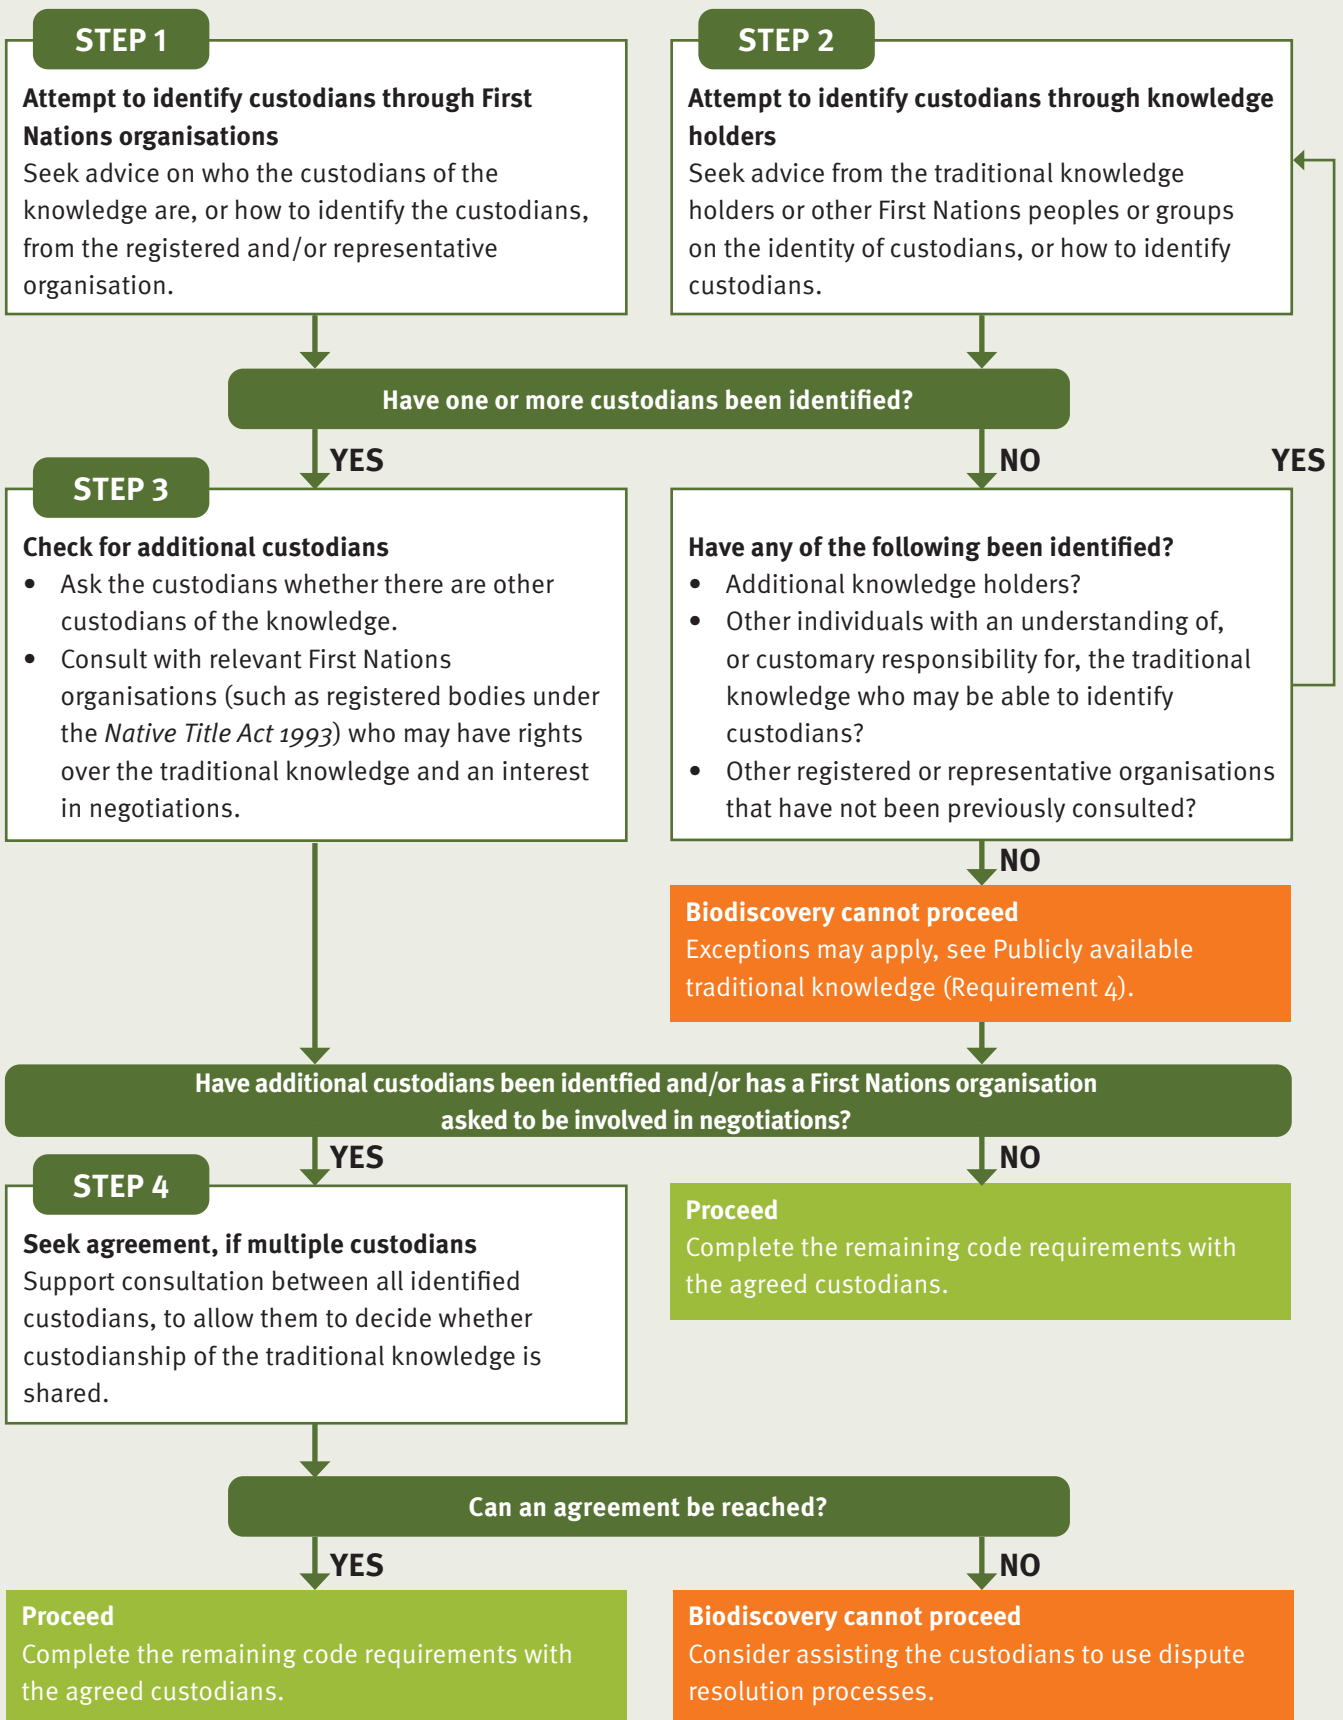 STEP 1
Attempt to identify custodians through First
Nations organisations
Seek advice on who the custodians of the
knowledge are, or how to identify the custodians,
from the registered and/or representative
organisation.
STEP 2
Attempt to identify custodians through knowledge
holders
Seek advice from the traditional knowledge
holders or other First Nations peoples or groups
on the identity of custodians, or how to identify
custodians.
Have one or more custodians been identified?
YES
NO
YES
STEP 3
Check for additional custodians
• Ask the custodians whether there are other
custodians of the knowledge.
• Consult with relevant First Nations
organisations (such as registered bodies under
the Native Title Act 1993) who may have rights
over the traditional knowledge and an interest
in negotiations.
Have any of the following been identified?
• Additional knowledge holders?
• Other individuals with an understanding of,
or customary responsibility for, the traditional
knowledge who may be able to identify
custodians?
• Other registered or representative organisations
that have not been previously consulted?
NO
Biodiscovery cannot proceed
Exceptions may apply, see Publicly available
traditional knowledge (Requirement 4).
Have additional custodians been identfied and/or has a First Nations organisation
asked to be involved in negotiations?
YES
NO
STEP 4
Seek agreement, if multiple custodians
Support consultation between all identified
custodians, to allow them to decide whether
custodianship of the traditional knowledge is
shared.
Proceed
Complete the remaining code requirements with
the agreed custodians.
Can an agreement be reached?
YES
NO
Proceed
Complete the remaining code requirements with
the agreed custodians.
Biodiscovery cannot proceed
Consider assisting the custodians to use dispute
resolution processes.